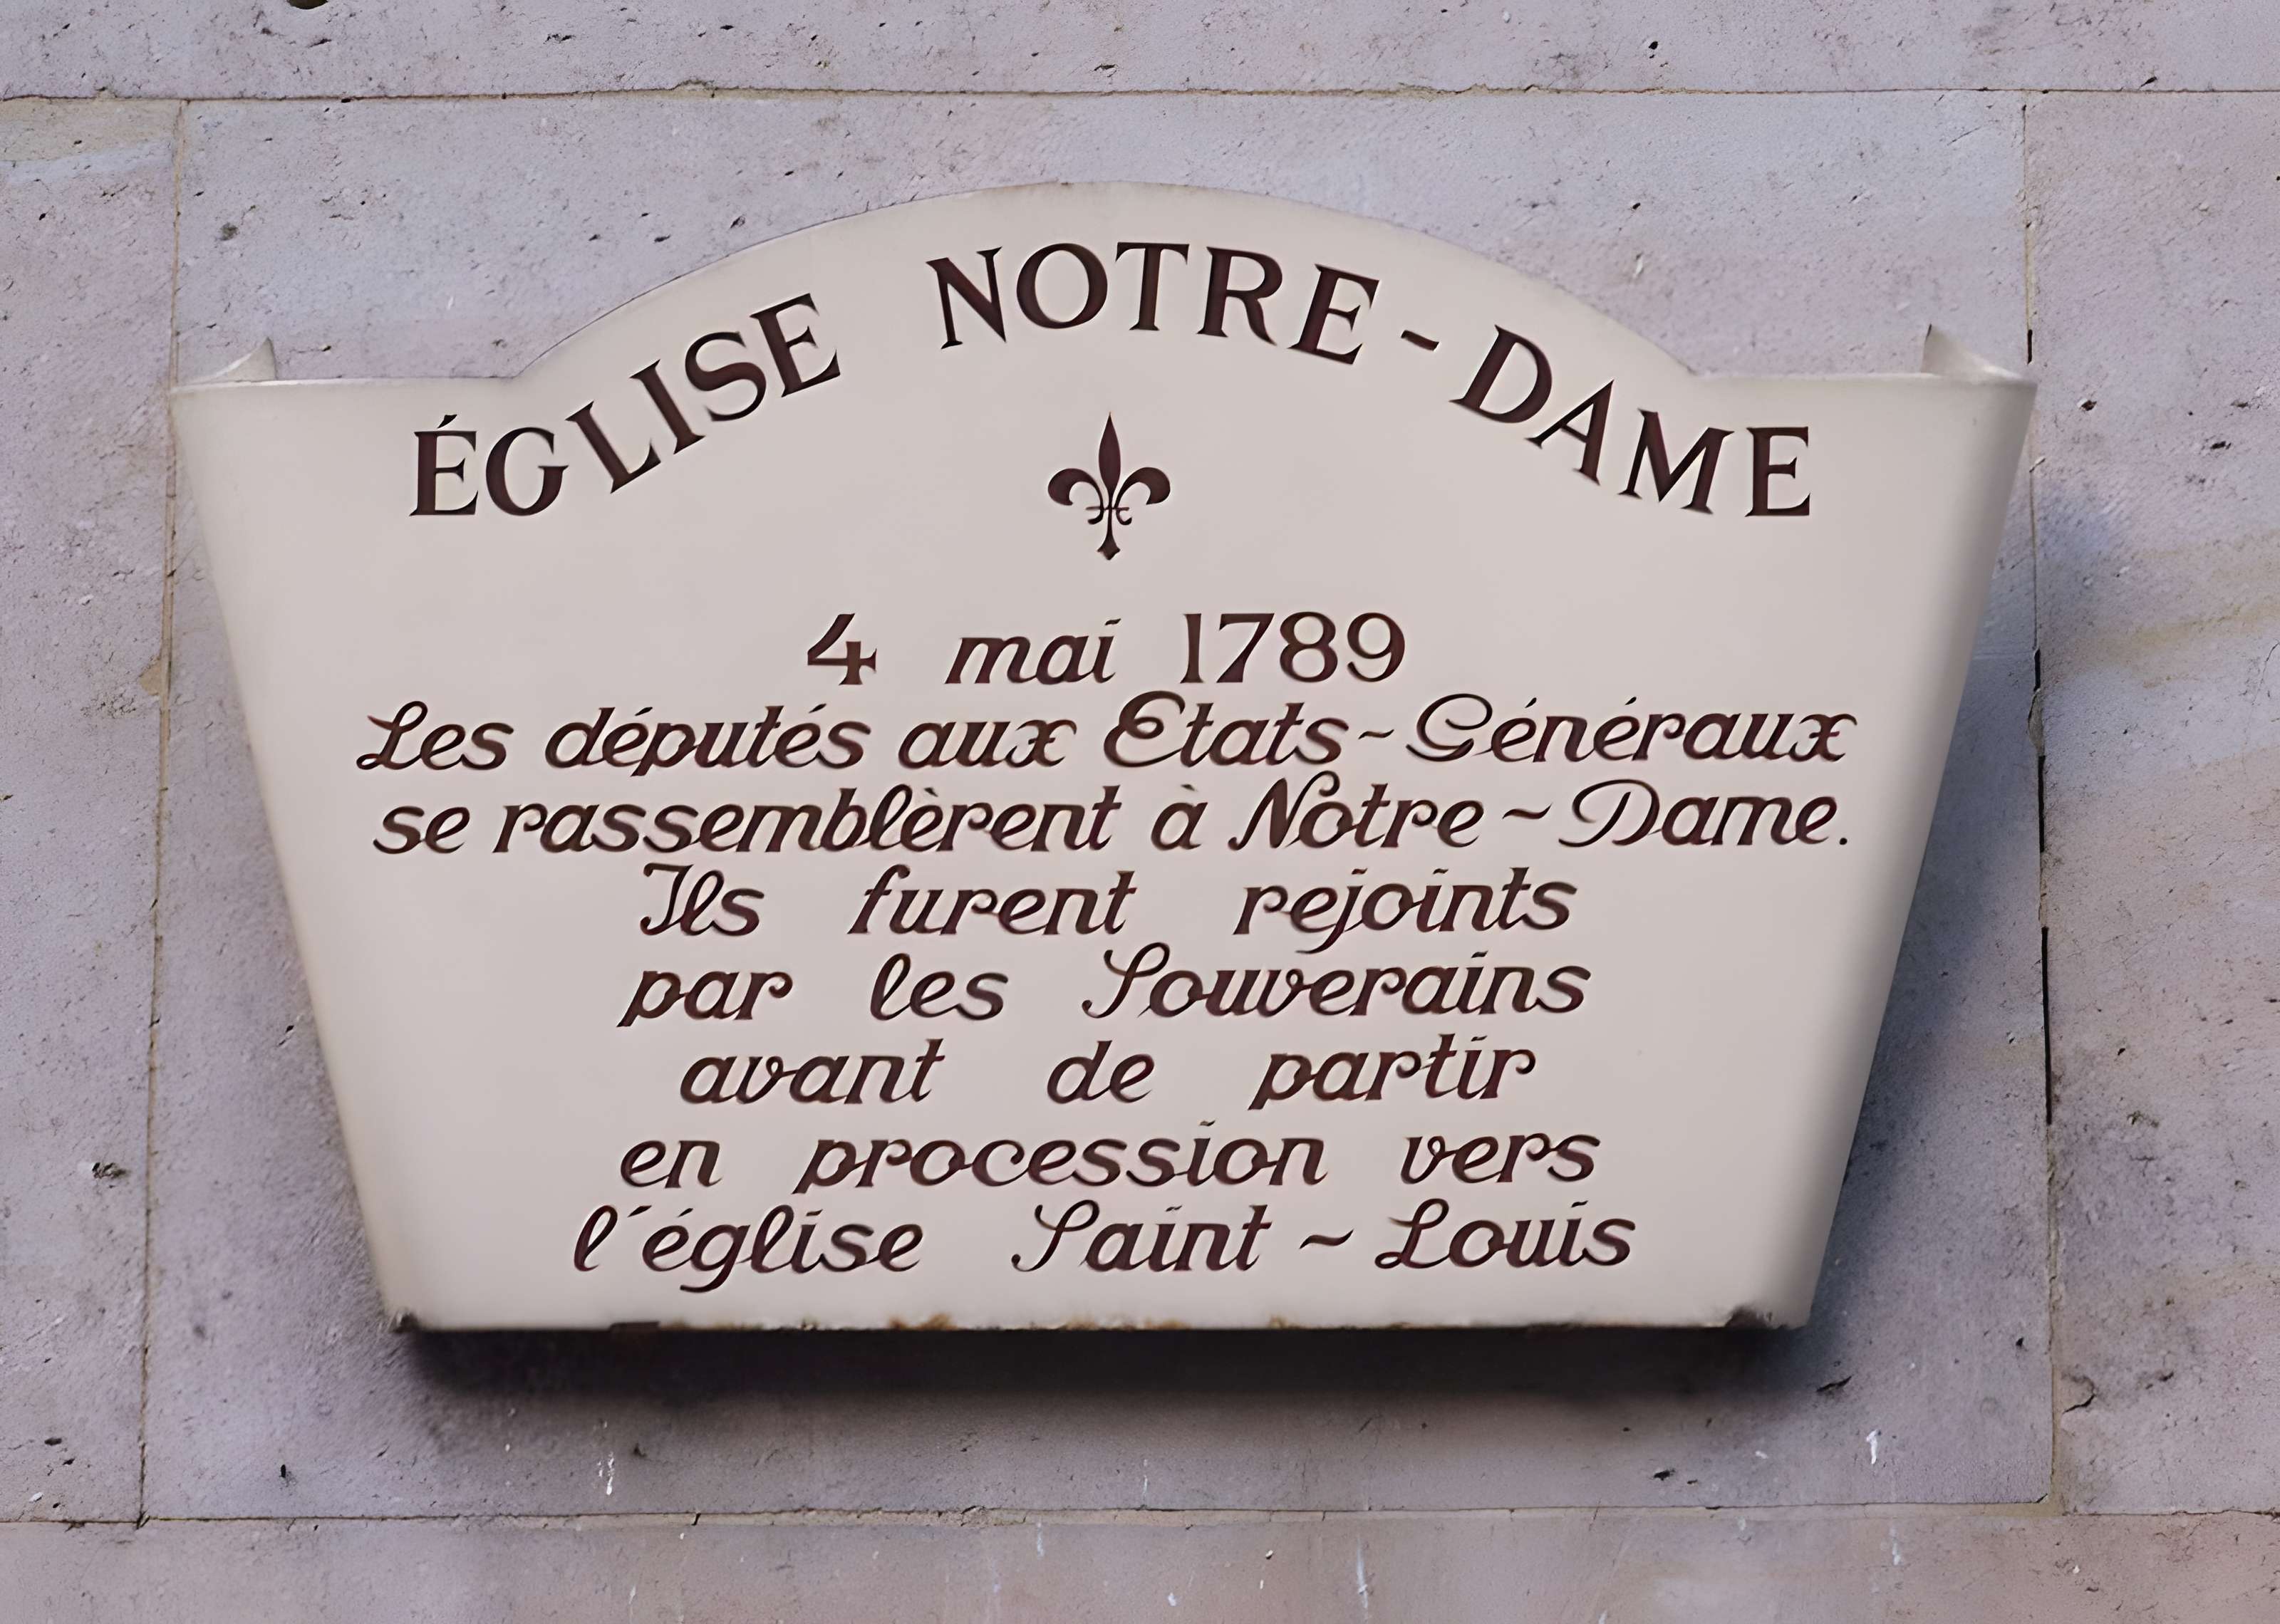 ÉGLISE NOTRE-DAME
4 mai 1789
Les députés aux Etats-Généraux
se rassemblèrent à Notre-Dame.
Ils furent rejoints
par les Souverains
avant de partir
en procession vers
l'église Saint-Louis